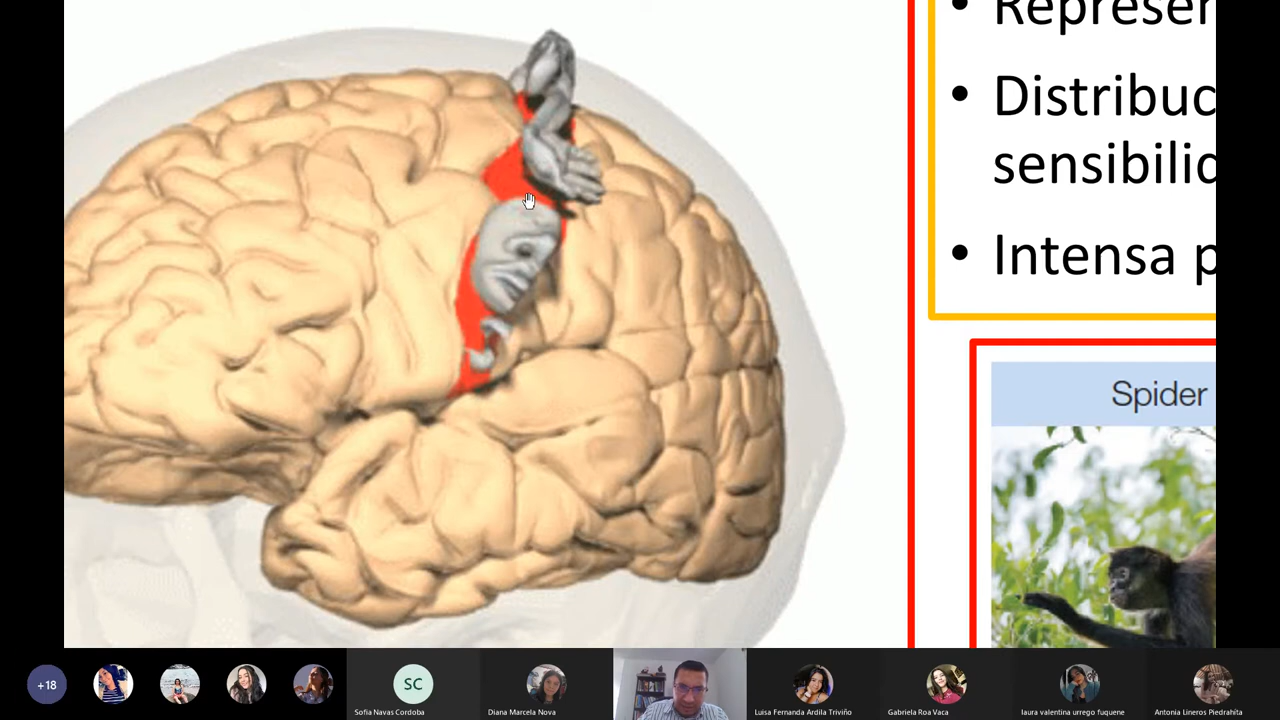 • Represen
• Distribuc
sensibilid
• Intensa p
Spider
+18
SC
Sofia Navas Cordoba
Diana Marcela Nova
Luisa Fernanda Ardila Triviño
Gabriela Roa Vaca
laura valentina urrego fuquene
Antonia Lineros Piedrahíta